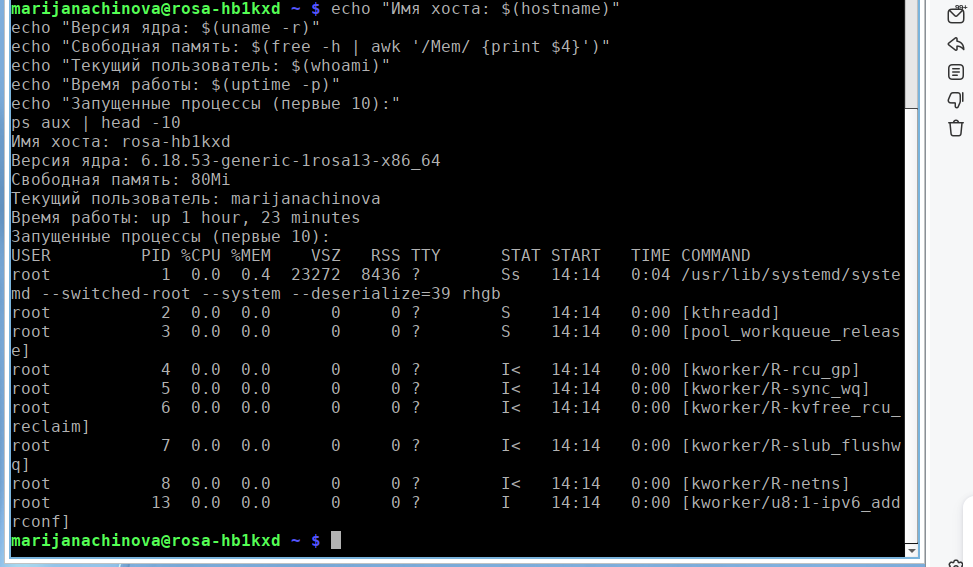 marijanachinova@rosa-hb1kxd ~ $ echo "Имя хоста: $(hostname)"
echo "Версия ядра: $(uname -r)"
echo "Свободная память: $(free -h | awk '/Mem/ {print $4}')"
echo "Текущий пользователь: $(whoami)"
echo "Время работы: $(uptime -p)"
echo "Запущенные процессы (первые 10):"
ps aux | head -10
Имя хоста: rosa-hb1kxd
Версия ядра: 6.18.53-generic-1rosa13-x86_64
Свободная память: 80Mi
Текущий пользователь: marijanachinova
Время работы: up 1 hour, 23 minutes
Запущенные процессы (первые 10):
USER         PID %CPU %MEM    VSZ   RSS TTY      STAT START   TIME COMMAND
root           1  0.0  0.4  23272  8436 ?        Ss   14:14   0:04 /usr/lib/systemd/syste
md --switched-root --system --deserialize=39 rhgb
root           2  0.0  0.0      0     0 ?        S    14:14   0:00 [kthreadd]
root           3  0.0  0.0      0     0 ?        S    14:14   0:00 [pool_workqueue_releas
e]
root           4  0.0  0.0      0     0 ?        I<   14:14   0:00 [kworker/R-rcu_gp]
root           5  0.0  0.0      0     0 ?        I<   14:14   0:00 [kworker/R-sync_wq]
root           6  0.0  0.0      0     0 ?        I<   14:14   0:00 [kworker/R-kvfree_rcu_
reclaim]
root           7  0.0  0.0      0     0 ?        I<   14:14   0:00 [kworker/R-slub_flushw
q]
root           8  0.0  0.0      0     0 ?        I<   14:14   0:00 [kworker/R-netns]
root          13  0.0  0.0      0     0 ?        I    14:14   0:00 [kworker/u8:1-ipv6_add
rconf]
marijanachinova@rosa-hb1kxd ~ $
99+